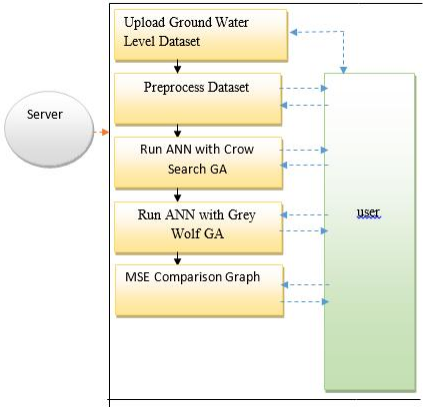 Upload Ground Water
Level Dataset
Preprocess Dataset
Server
Run ANN with Crow
Search GA
Run ANN with Grey
Wolf GA
user
MSE Comparison Graph